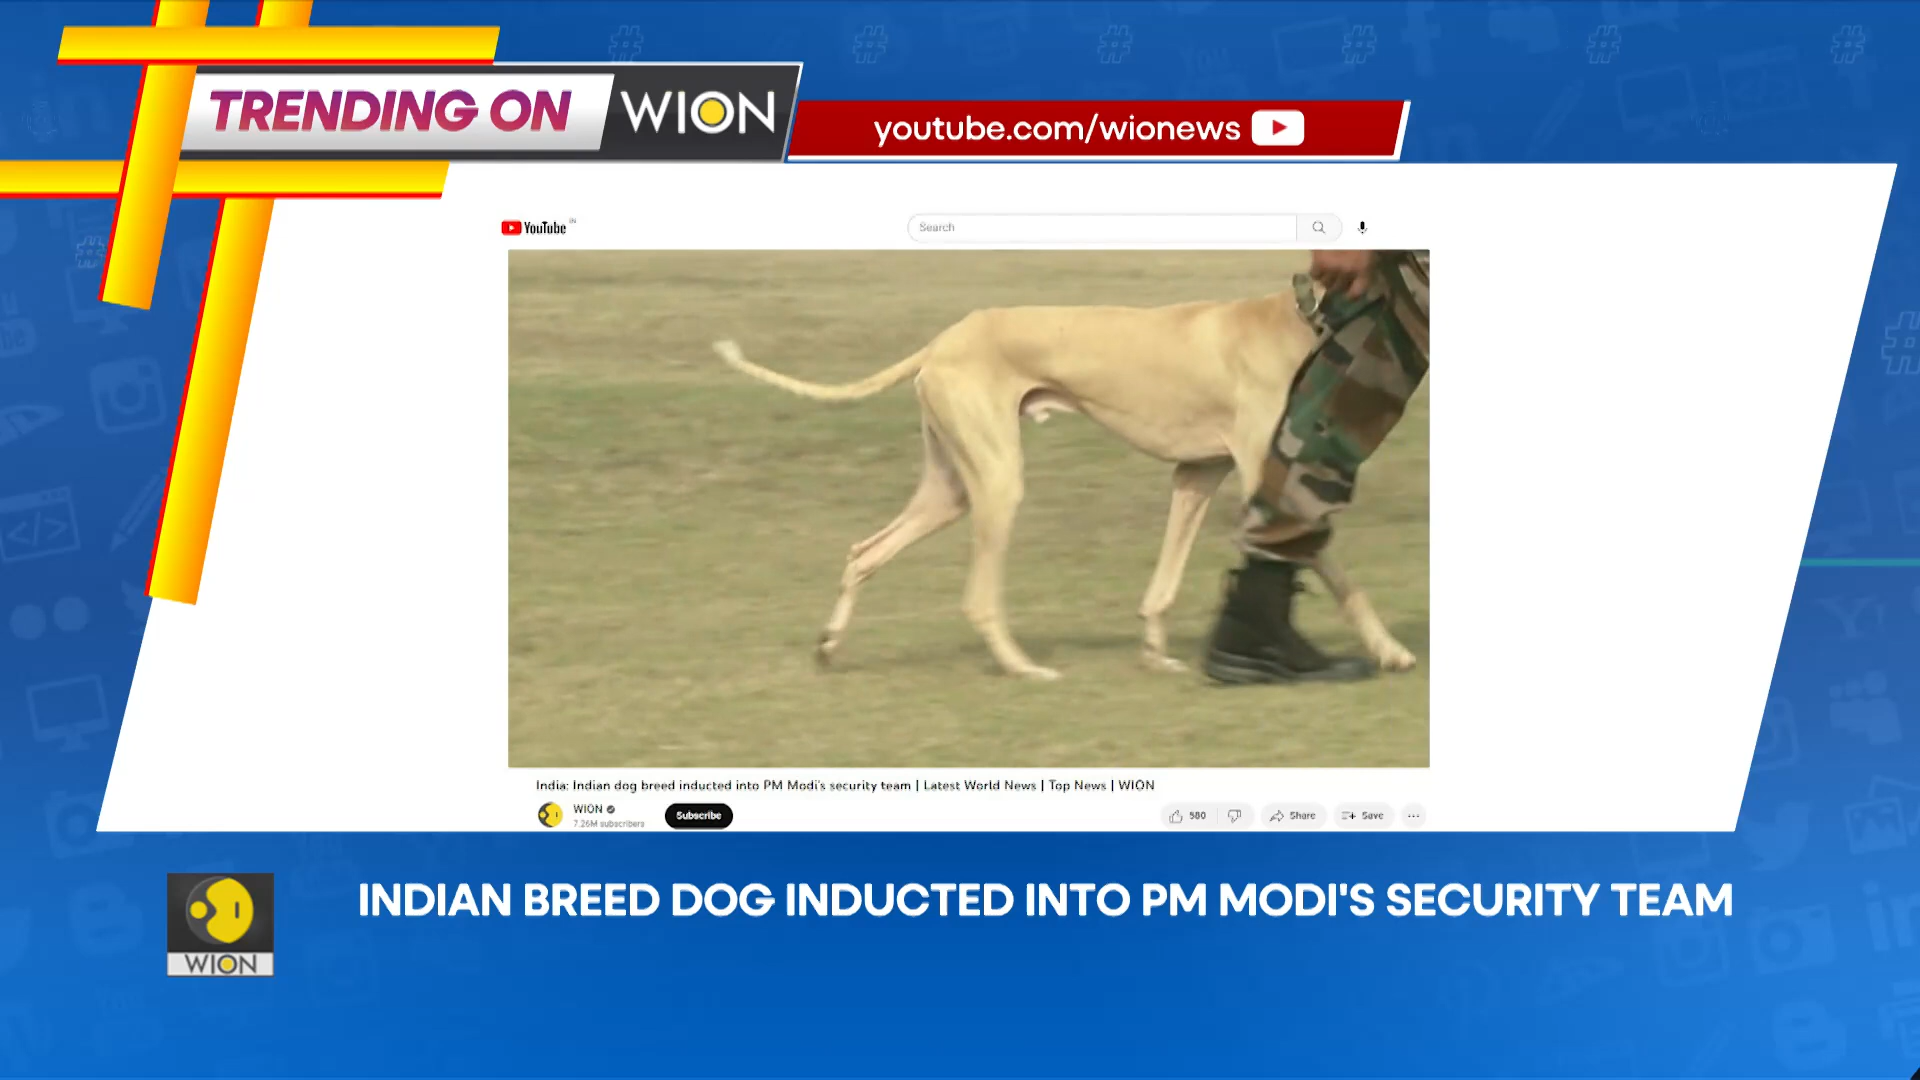 TRENDING ON WION
youtube.com/wionews
YouTube IN
Search
India: Indian dog breed inducted into PM Modi's security team | Latest World News | Top News | WION
WION
7.26M subscribers
Subscribe
580
Share
Save
INDIAN BREED DOG INDUCTED INTO PM MODI'S SECURITY TEAM
WION